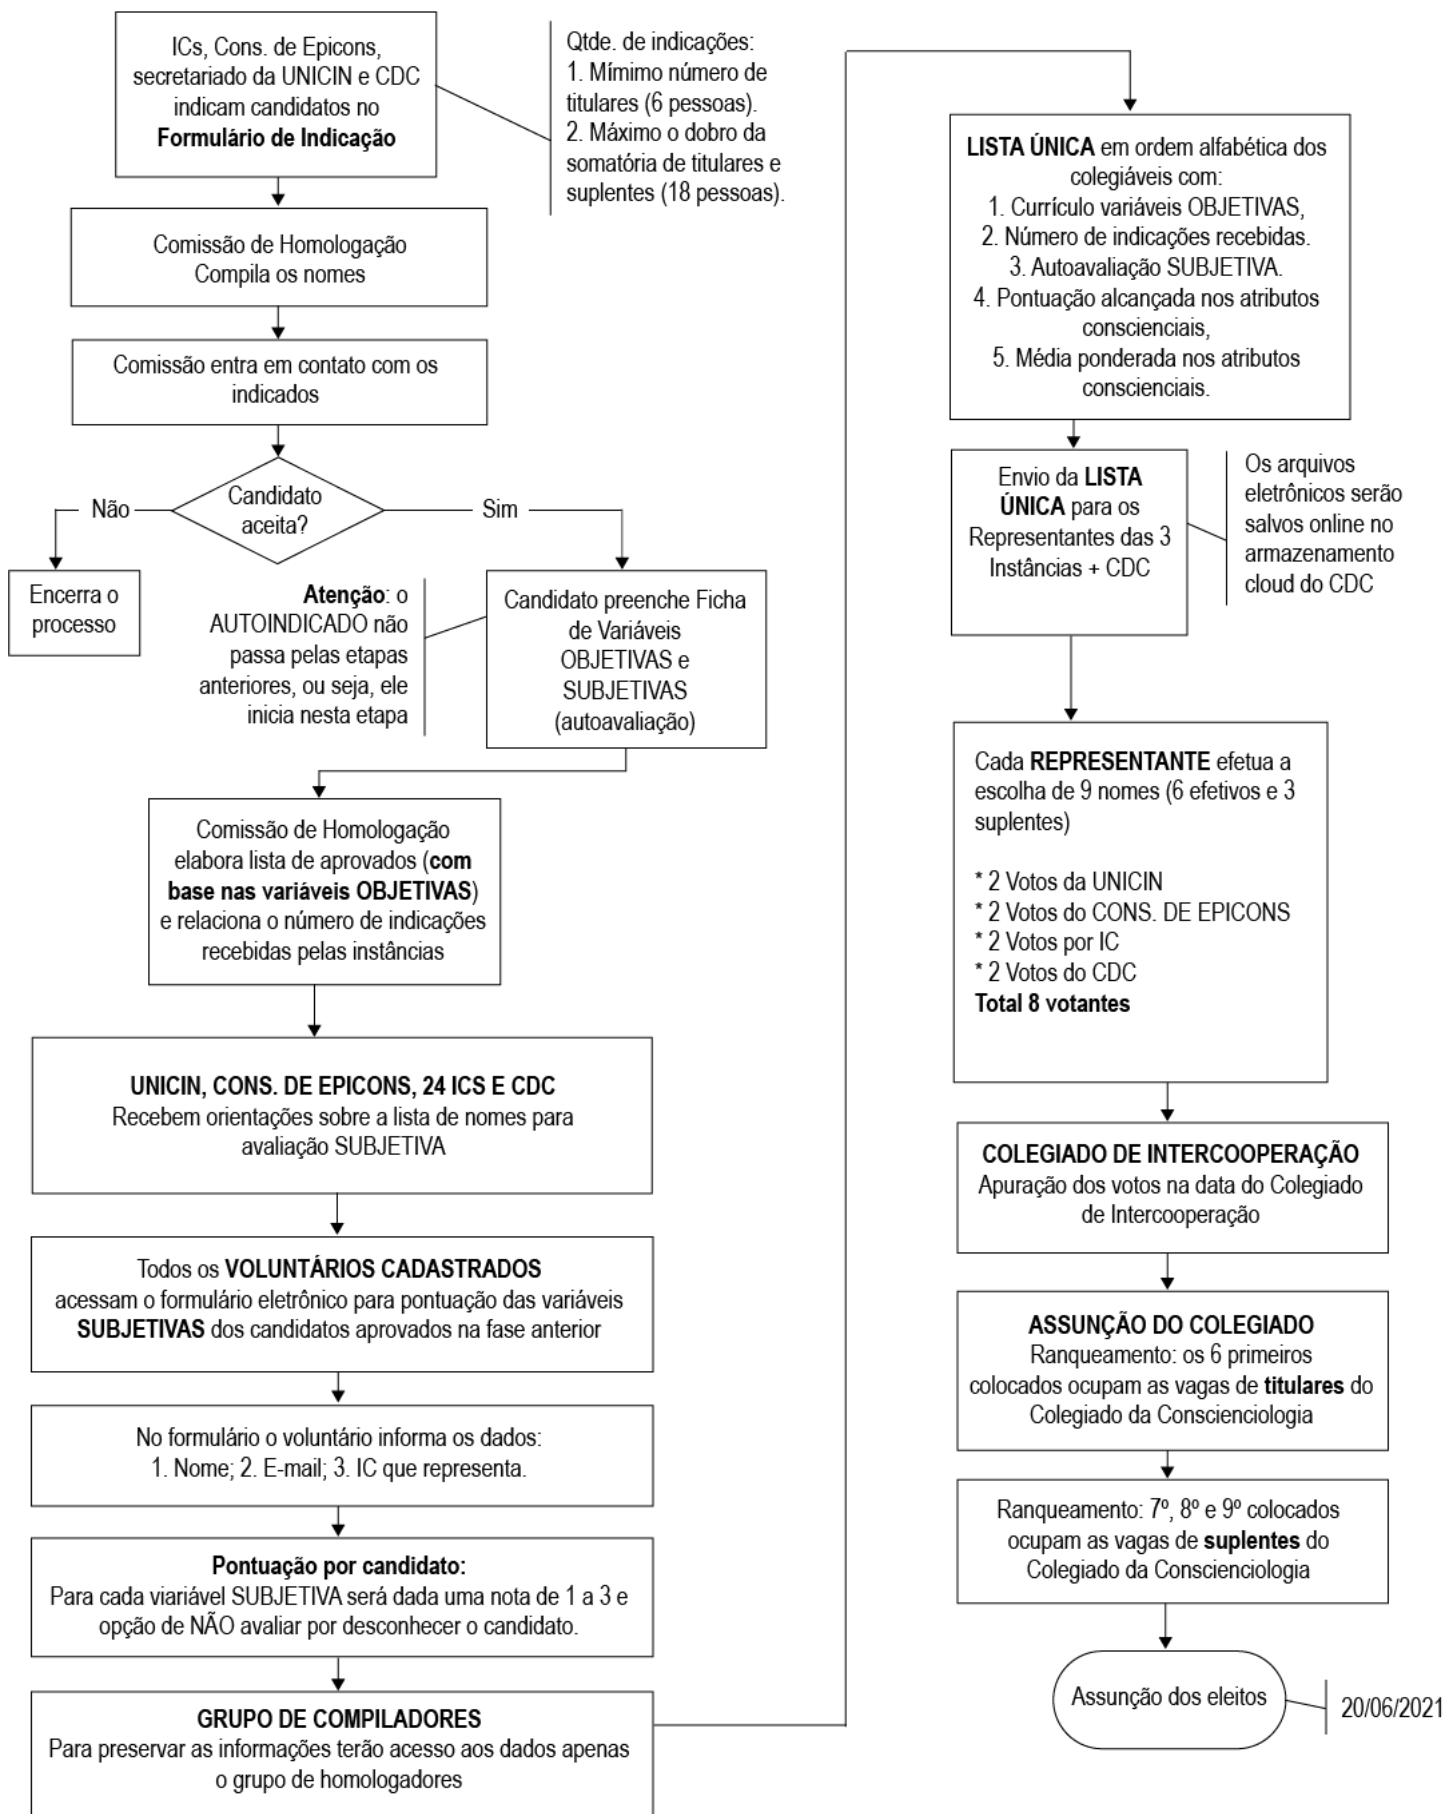 ICs, Cons. de Epicons,
secretariado da UNICIN e CDC
indicam candidatos no
Formulário de Indicação
Qtde. de indicações:
1. Mímimo número de
titulares (6 pessoas).
2. Máximo o dobro da
somatória de titulares e
suplentes (18 pessoas).
Comissão de Homologação
Compila os nomes
Comissão entra em contato com os
indicados
Candidato
aceita?
Não
Sim
Encerra o
processo
Atenção: o
AUTOINDICADO não
passa pelas etapas
anteriores, ou seja, ele
inicia nesta etapa
Candidato preenche Ficha
de Variáveis
OBJETIVAS e
SUBJETIVAS
(autoavaliação)
Comissão de Homologação
elabora lista de aprovados (com
base nas variáveis OBJETIVAS)
e relaciona o número de indicações
recebidas pelas instâncias
UNICIN, CONS. DE EPICONS, 24 ICS E CDC
Recebem orientações sobre a lista de nomes para
avaliação SUBJETIVA
Todos os VOLUNTÁRIOS CADASTRADOS
acessam o formulário eletrônico para pontuação das variáveis
SUBJETIVAS dos candidatos aprovados na fase anterior
No formulário o voluntário informa os dados:
1. Nome; 2. E-mail; 3. IC que representa.
Pontuação por candidato:
Para cada viariável SUBJETIVA será dada uma nota de 1 a 3 e
opção de NÃO avaliar por desconhecer o candidato.
GRUPO DE COMPILADORES
Para preservar as informações terão acesso aos dados apenas
o grupo de homologadores
LISTA ÚNICA em ordem alfabética dos
colegiáveis com:
1. Currículo variáveis OBJETIVAS,
2. Número de indicações recebidas.
3. Autoavaliação SUBJETIVA.
4. Pontuação alcançada nos atributos
conscienciais,
5. Média ponderada nos atributos
conscienciais.
Envio da LISTA
ÚNICA para os
Representantes das 3
Instâncias + CDC
Os arquivos
eletrônicos serão
salvos online no
armazenamento
cloud do CDC
Cada REPRESENTANTE efetua a
escolha de 9 nomes (6 efetivos e 3
suplentes)
* 2 Votos da UNICIN
* 2 Votos do CONS. DE EPICONS
* 2 Votos por IC
* 2 Votos do CDC
Total 8 votantes
COLEGIADO DE INTERCOOPERAÇÃO
Apuração dos votos na data do Colegiado
de Intercooperação
ASSUNÇÃO DO COLEGIADO
Ranqueamento: os 6 primeiros
colocados ocupam as vagas de titulares do
Colegiado da Conscienciologia
Ranqueamento: 7º, 8º e 9º colocados
ocupam as vagas de suplentes do
Colegiado da Conscienciologia
Assunção dos eleitos
20/06/2021